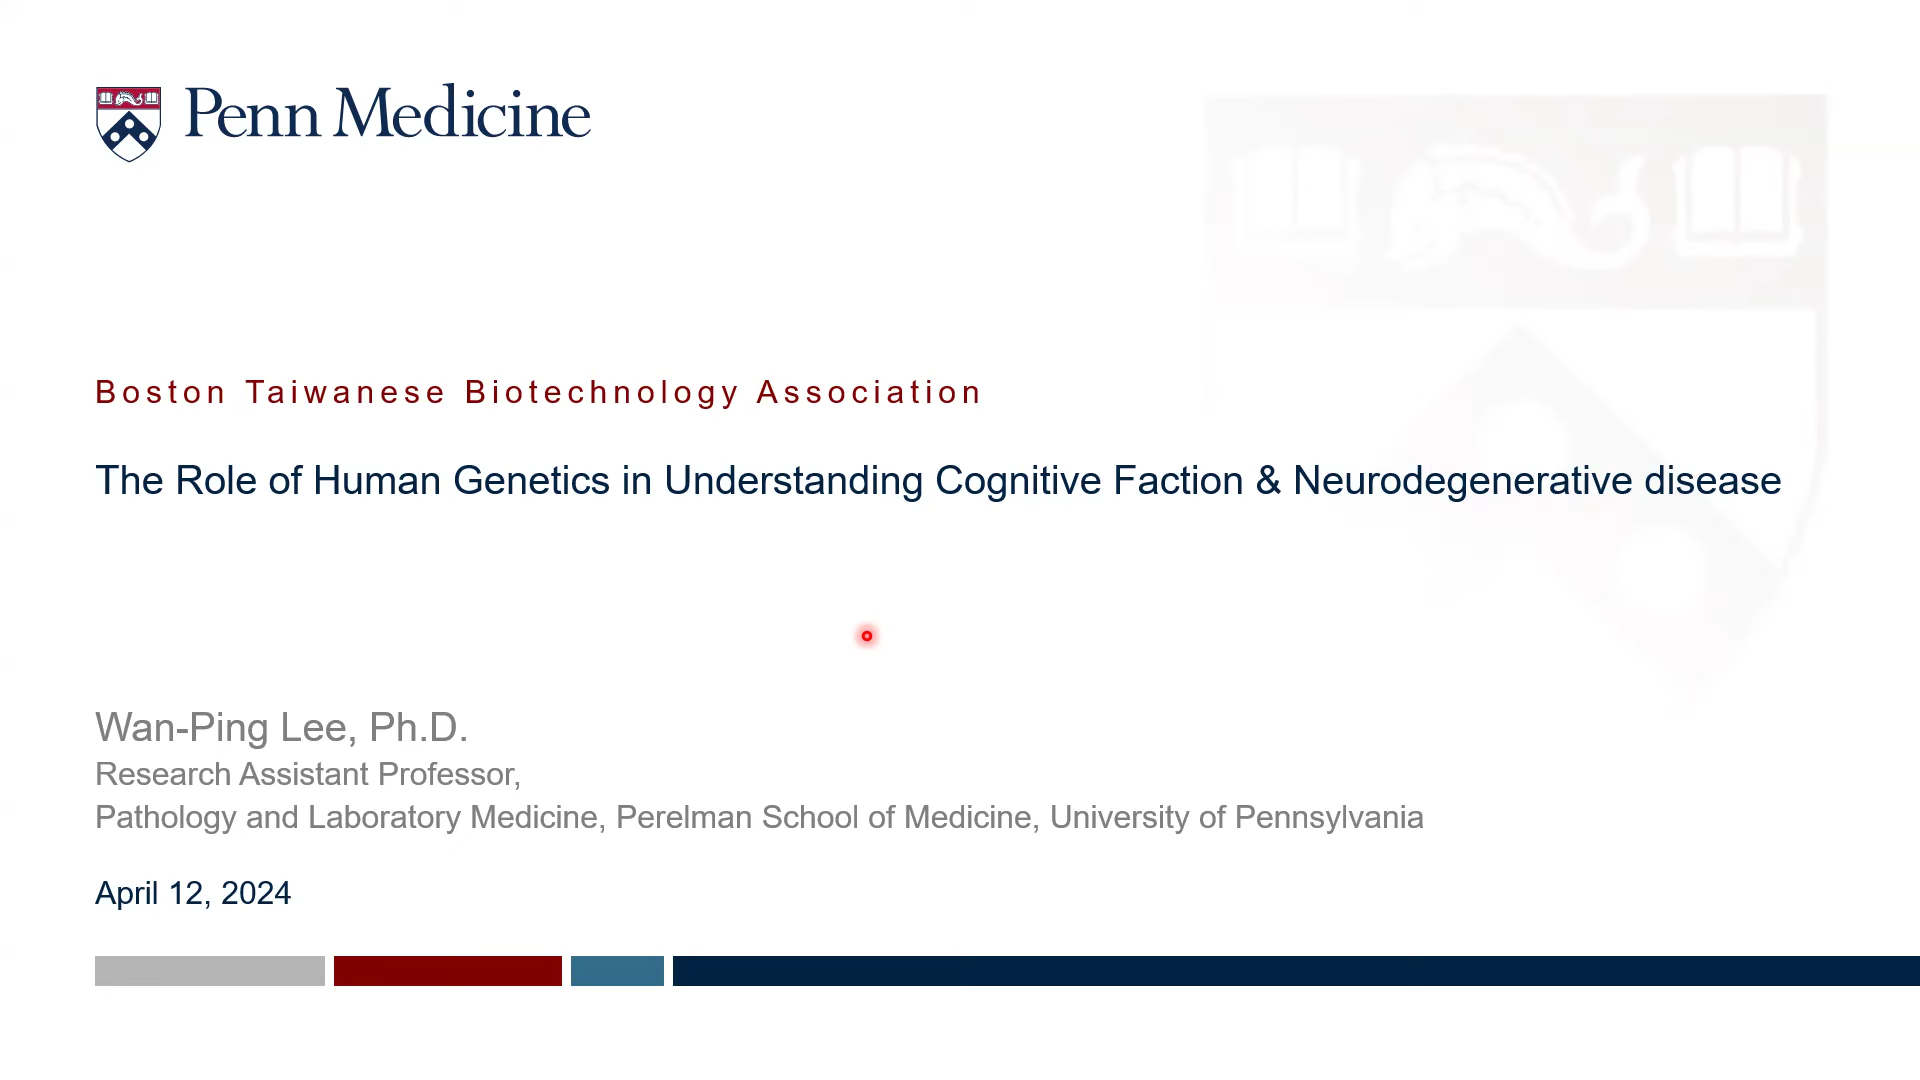 Penn Medicine
Boston Taiwanese Biotechnology Association
The Role of Human Genetics in Understanding Cognitive Faction & Neurodegenerative disease
Wan-Ping Lee, Ph.D.
Research Assistant Professor,
Pathology and Laboratory Medicine, Perelman School of Medicine, University of Pennsylvania
April 12, 2024